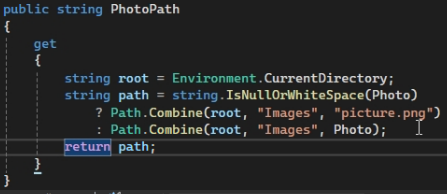 public string PhotoPath
{
get
{
string root = Environment.CurrentDirectory;
string path = string.IsNullOrWhiteSpace(Photo)
? Path.Combine(root, "Images", "picture.png")
: Path.Combine(root, "Images", Photo);
return path;
}
}